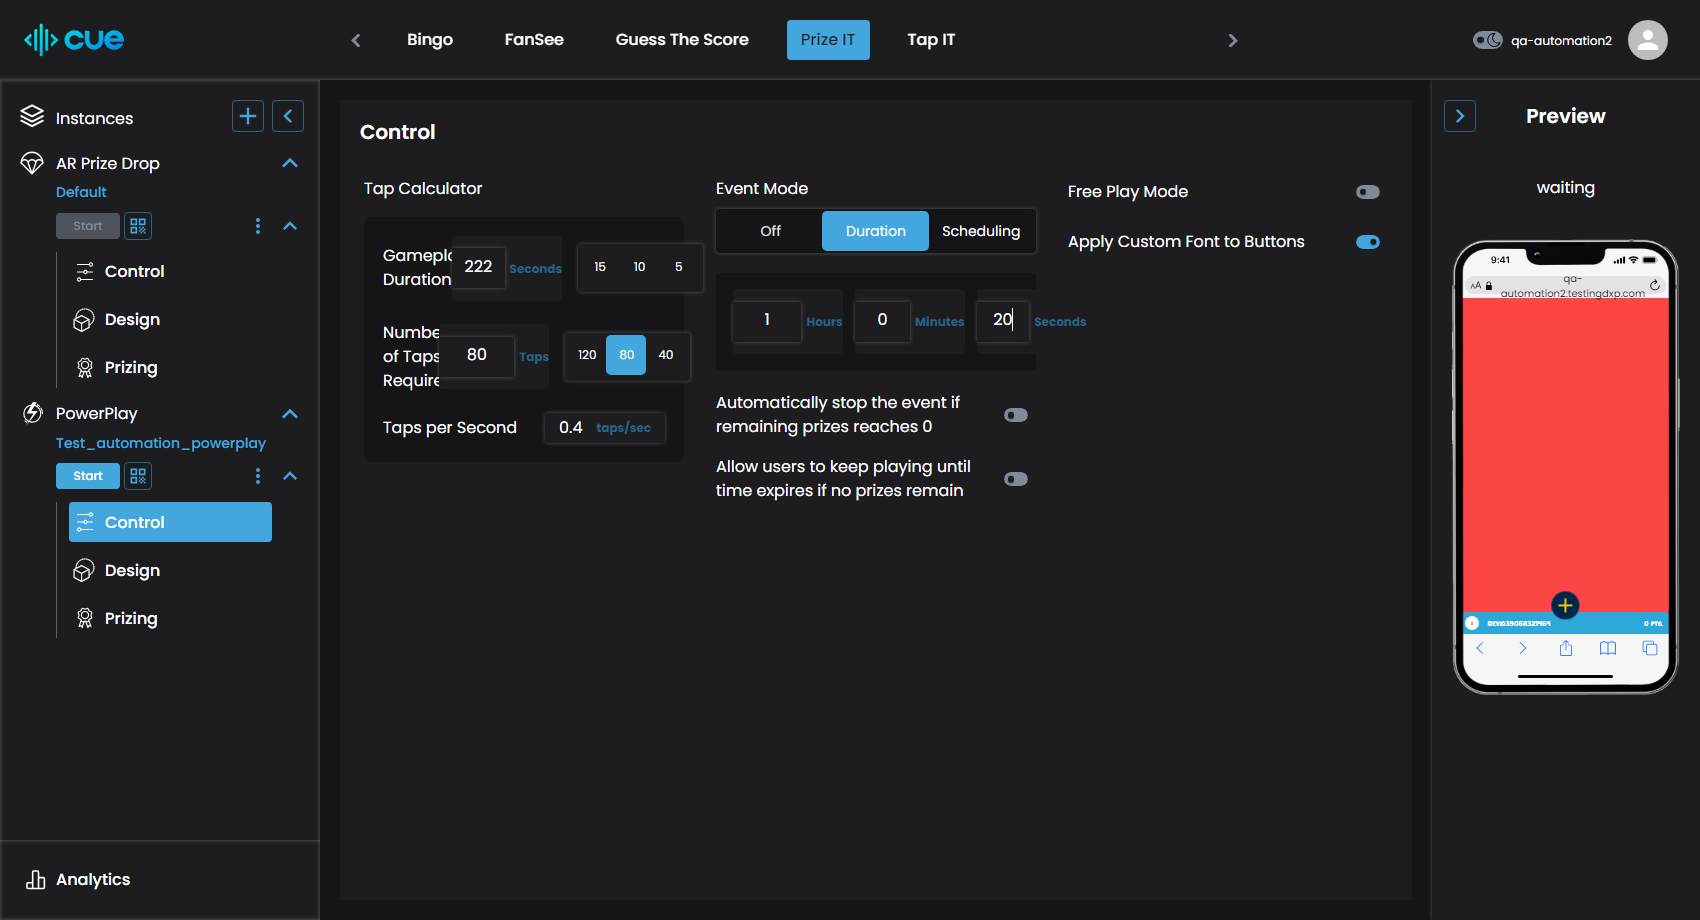 cue
Bingo
FanSee
Guess The Score
Prize IT
Tap IT
qa-automation2
Instances
AR Prize Drop
Default
Start
Control
Design
Prizing
PowerPlay
Test_automation_powerplay
Start
Control
Design
Prizing
Analytics
Control
Tap Calculator
Gamepl
Duration
222
Seconds
15
10
5
Numbe
of Taps
Require
80
Taps
120
80
40
Taps per Second
0.4
taps/sec
Event Mode
Off
Duration
Scheduling
1
Hours
0
Minutes
20
Seconds
Automatically stop the event if
remaining prizes reaches 0
Allow users to keep playing until
time expires if no prizes remain
Free Play Mode
Apply Custom Font to Buttons
Preview
waiting
9:41
AA
qa-
automation2.testingdxp.com
0 PTS.